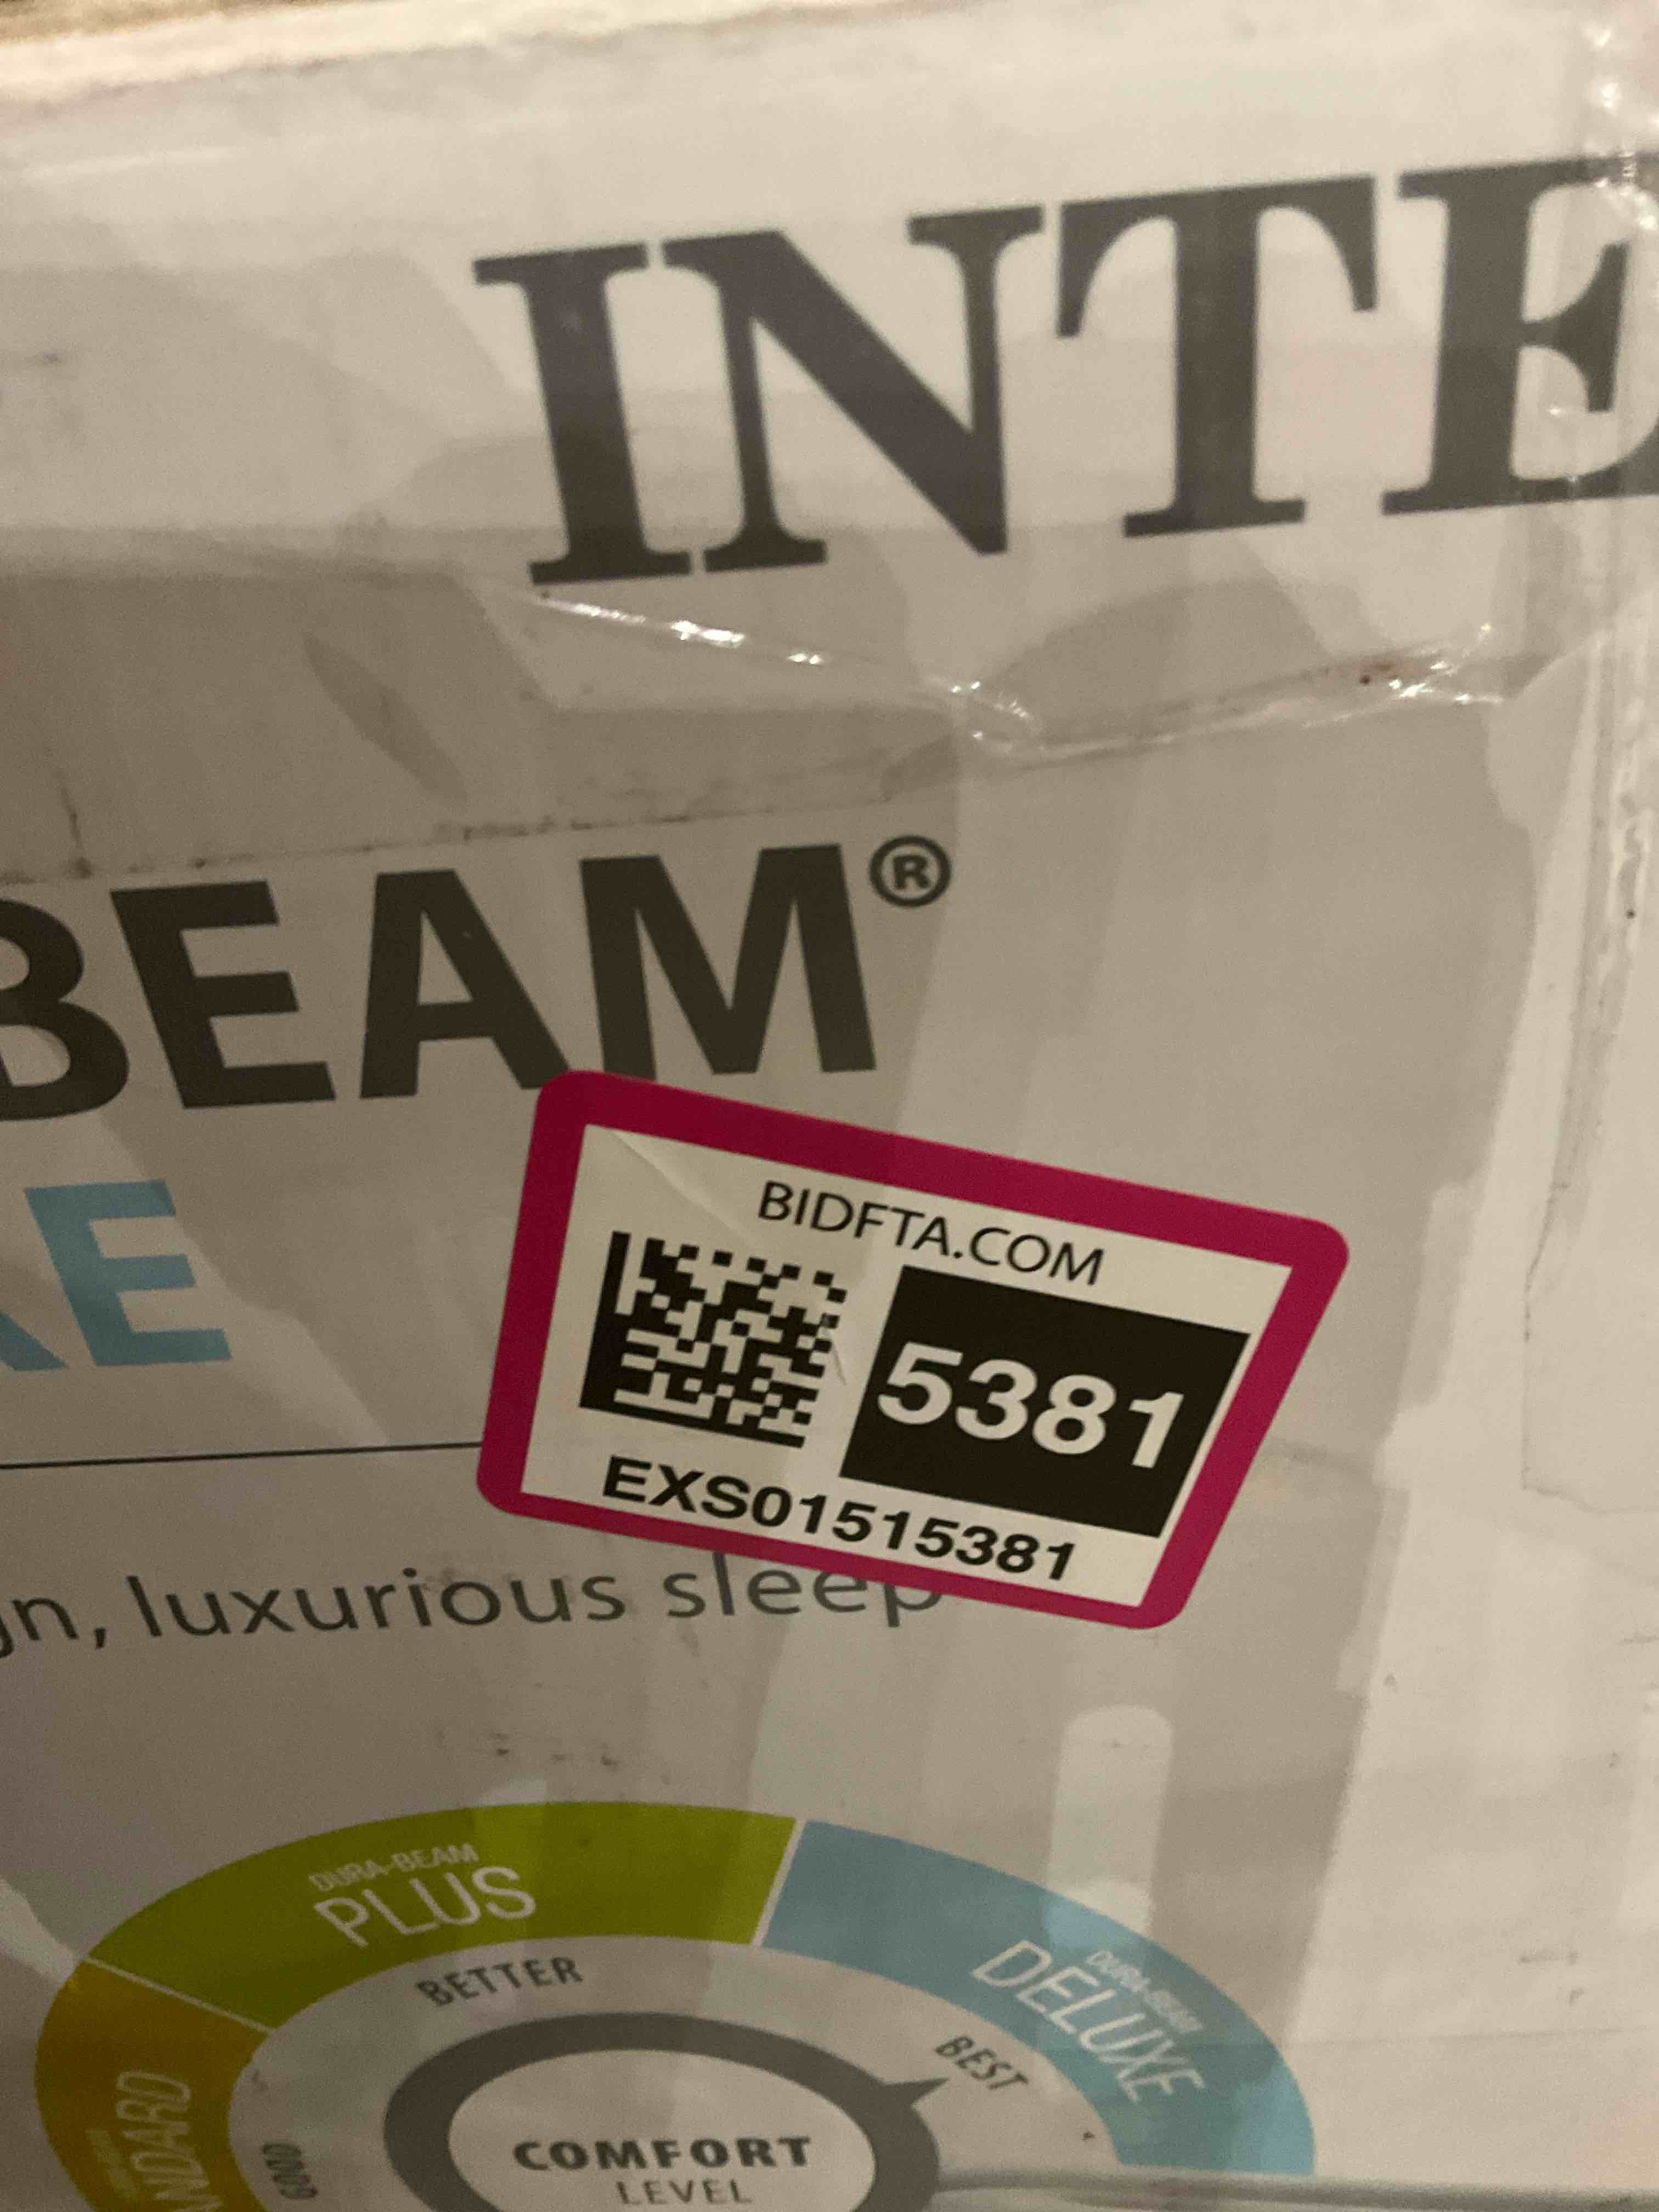 INTE
BEAM®
E
BIDFTA.COM
5381
EXS01515381
n, luxurious sleep
DURA-BEAM
PLUS
DURA-BEAM
DELUXE
BETTER
BEST
NDARD
GOOD
COMFORT
LEVEL